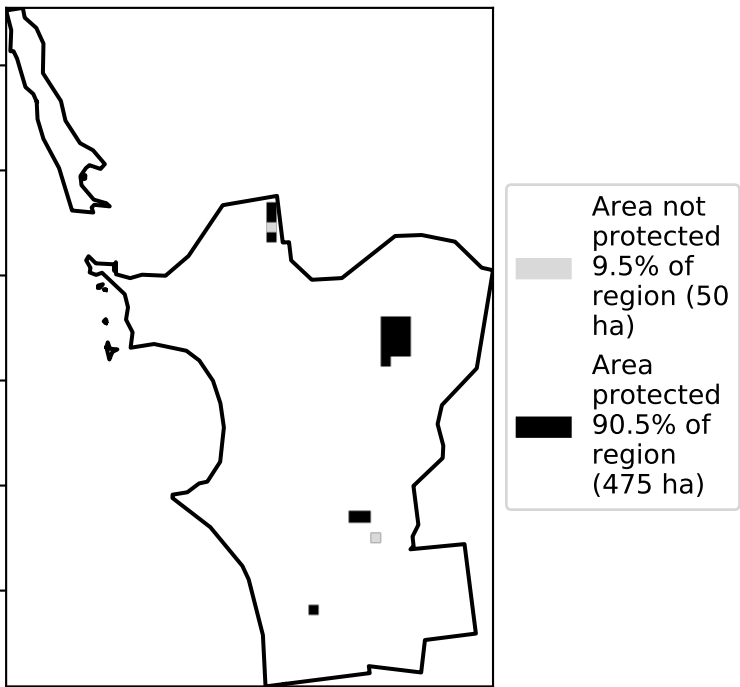 Area not
protected
9.5% of
region (50
ha)
Area
protected
90.5% of
region
(475 ha)